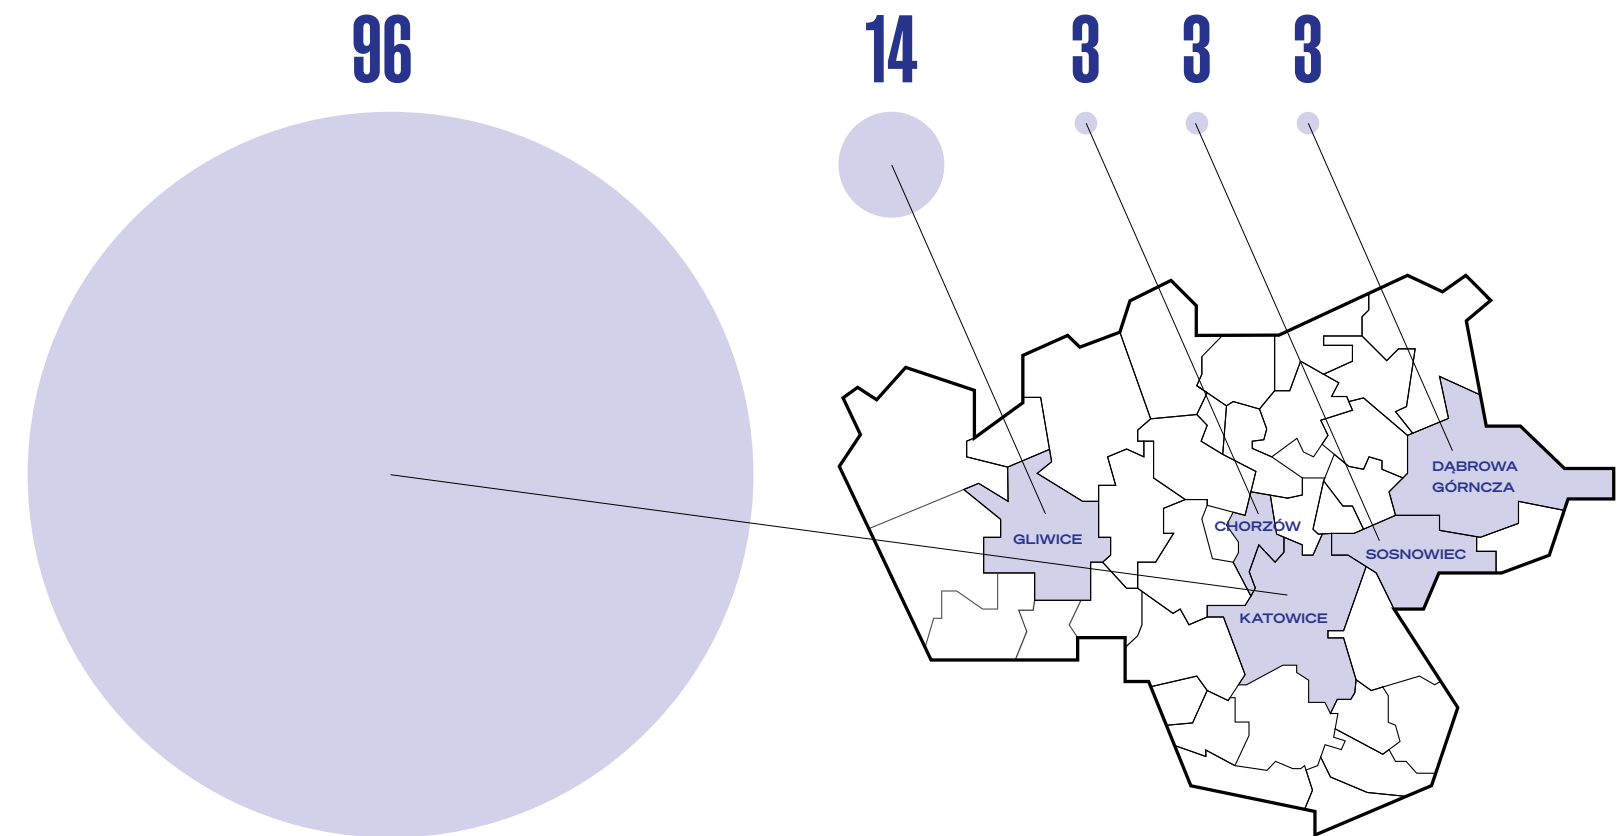 96
14
3
3
3
DĄBROWA
GÓRNCZA
CHORZÓW
GLIWICE
SOSNOWIEC
KATOWICE